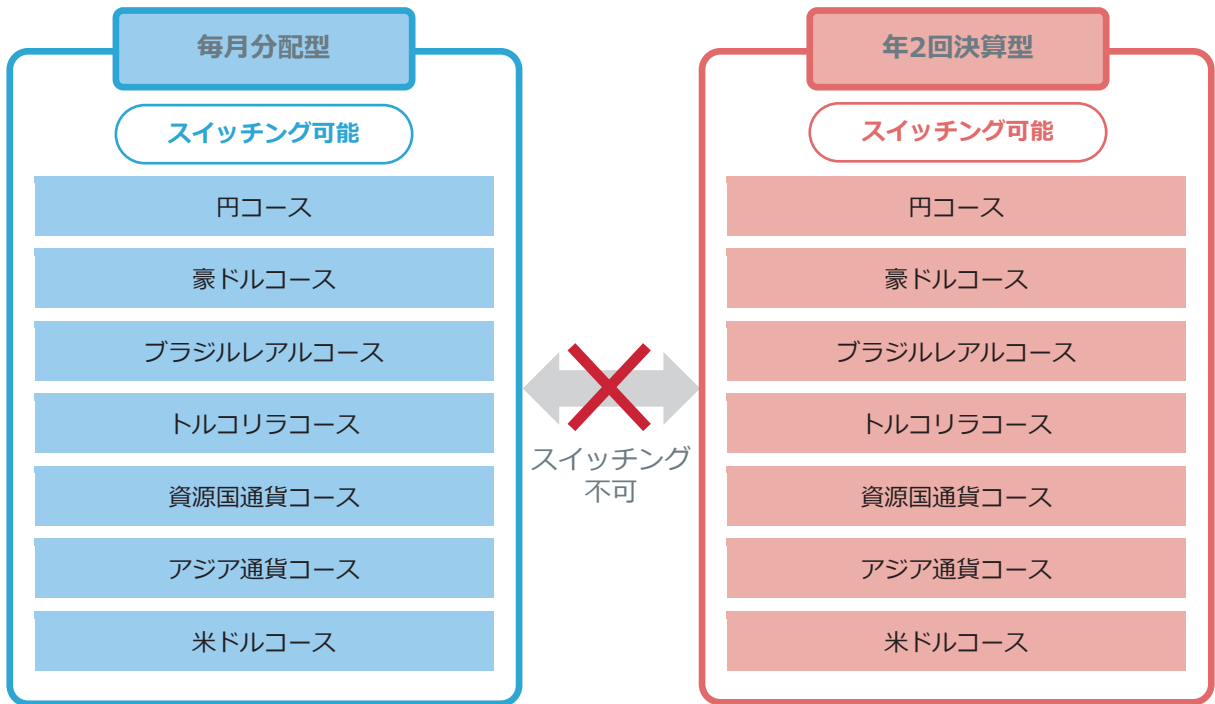 毎月分配型
スイッチング可能
円コース
豪ドルコース
ブラジルレアルコース
トルコリラコース
資源国通貨コース
アジア通貨コース
米ドルコース
スイッチング
不可
年2回決算型
スイッチング可能
円コース
豪ドルコース
ブラジルレアルコース
トルコリラコース
資源国通貨コース
アジア通貨コース
米ドルコース